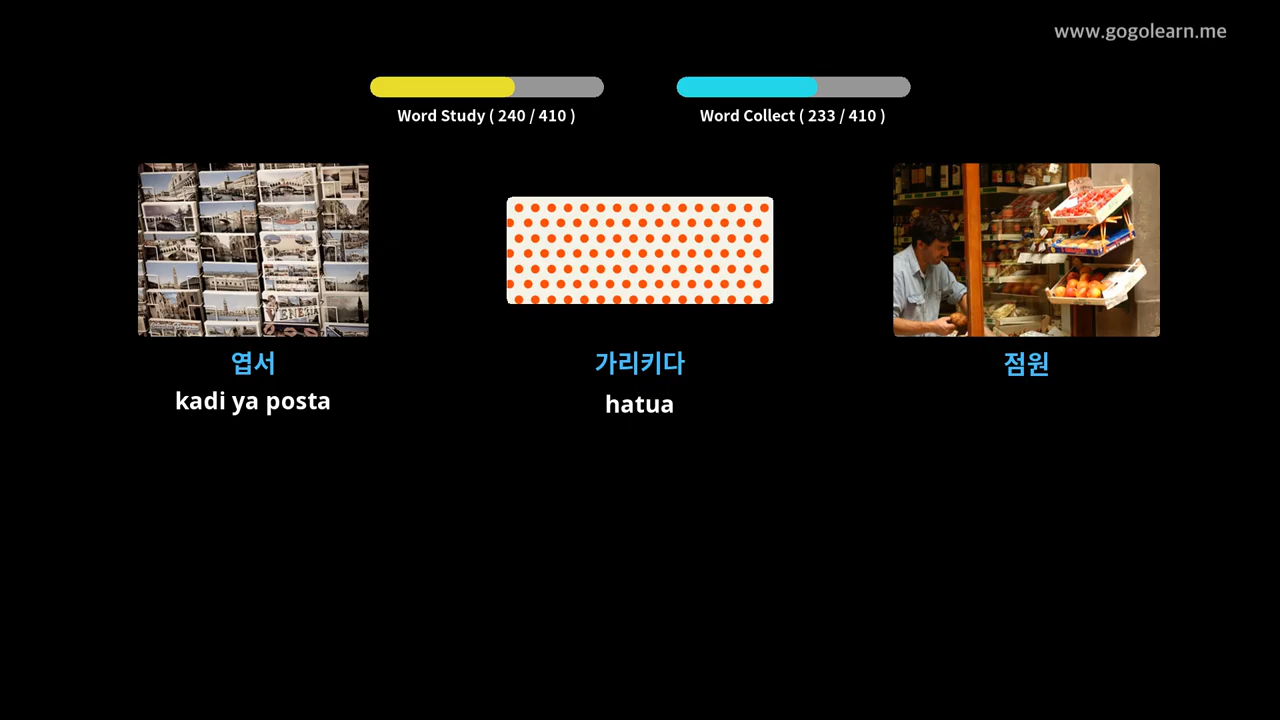 www.gogolearn.me
Word Study ( 240 / 410 )
Word Collect ( 233 / 410 )
엽서
kadi ya posta
가리키다
hatua
점원